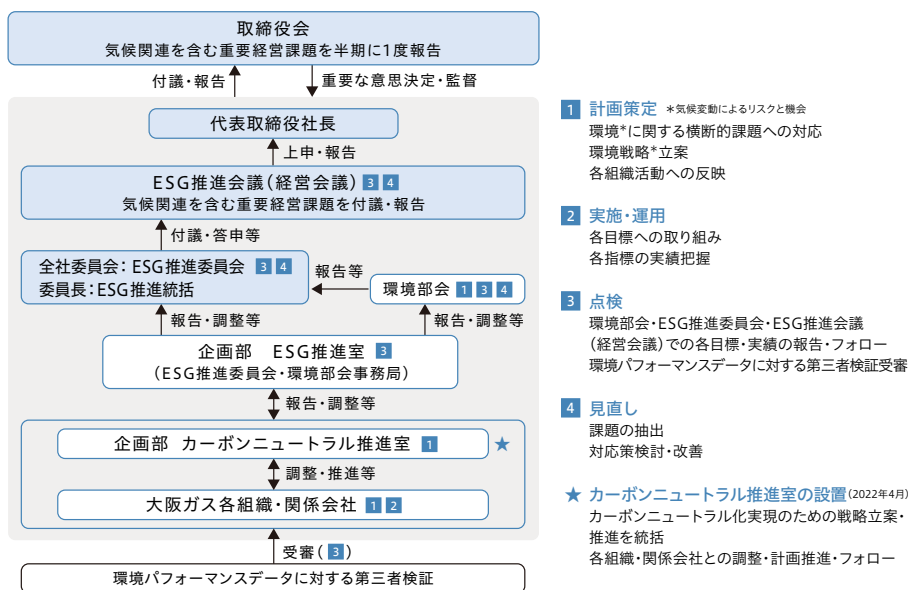 取締役会
気候関連を含む重要経営課題を半期に1度報告
付議・報告
重要な意思決定・監督
代表取締役社長
上申・報告
ESG推進会議(経営会議) 3 4
気候関連を含む重要経営課題を付議・報告
付議・答申等
全社委員会：ESG推進委員会 3 4
委員長：ESG推進統括
報告等
環境部会 1 3 4
報告・調整等
報告・調整等
企画部 ESG推進室 3
(ESG推進委員会・環境部会事務局)
報告・調整等
企画部 カーボンニュートラル推進室 1
★
調整・推進等
大阪ガス各組織・関係会社 1 2
受審(3)
環境パフォーマンスデータに対する第三者検証
1 計画策定 *気候変動によるリスクと機会
環境*に関する横断的課題への対応
環境戦略*立案
各組織活動への反映
2 実施・運用
各目標への取り組み
各指標の実績把握
3 点検
環境部会・ESG推進委員会・ESG推進会議
(経営会議)での各目標・実績の報告・フォロー
環境パフォーマンスデータに対する第三者検証受審
4 見直し
課題の抽出
対応策検討・改善
★ カーボンニュートラル推進室の設置(2022年4月)
カーボンニュートラル化実現のための戦略立案・
推進を統括
各組織・関係会社との調整・計画推進・フォロー